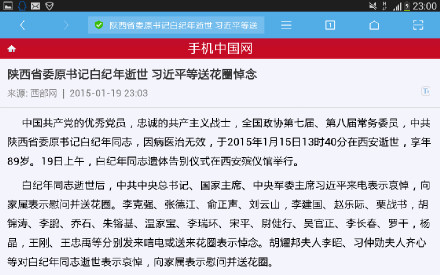 23:00
陕西省委原书记白纪年逝世 习近平等送
1
手机中国网
陕西省委原书记白纪年逝世 习近平等送花圈悼念
来源: 西部网 | 2015-01-19 23:03
中国共产党的优秀党员，忠诚的共产主义战士，全国政协第七届、第八届常务委员，中共
陕西省委原书记白纪年同志，因病医治无效，于2015年1月15日13时40分在西安逝世，享年
89岁。19日上午，白纪年同志遗体告别仪式在西安殡仪馆举行。
白纪年同志逝世后，中共中央总书记、国家主席、中央军委主席习近平来电表示哀悼，向
家属表示慰问并送花圈。李克强、张德江、俞正声、刘云山，李建国、赵乐际、栗战书，胡
锦涛、李鹏、乔石、朱镕基、温家宝、李瑞环、宋平、尉健行、吴官正、李长春、罗干，杨
晶，王刚、王忠禹等分别发来唁电或送来花圈表示悼念。胡耀邦夫人李昭、习仲勋夫人齐心
等对白纪年同志逝世表示哀悼，向家属表示慰问并送花圈。